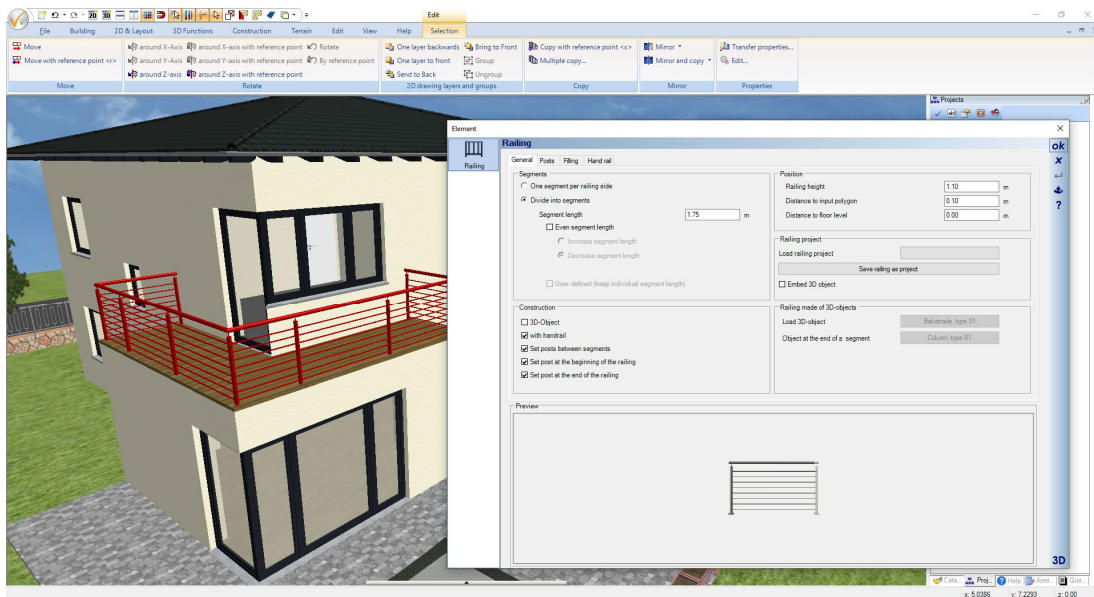 2D 3D
Edit
File Building 2D & Layout 3D Functions Construction Terrain Edit View Help Selection
Move
Move with reference point <r>
Move
around X-Axis around X-axis with reference point Rotate
around Y-Axis around Y-axis with reference point By reference point
around Z-axis around Z-axis with reference point
Rotate
One layer backwards Bring to Front
One layer to front Group
Send to Back Ungroup
2D drawing layers and groups
Copy with reference point <c>
Multiple copy...
Copy
Mirror
Mirror and copy
Mirror
Transfer properties...
Edit...
Properties
Projects
Element
Railing
Railing
General Posts Filling Hand rail
Segments
One segment per railing side
Divide into segments
Segment length 1.75 m
Even segment length
Increase segment length
Decrease segment length
User-defined (keep individual segment length)
Position
Railing height 1.10 m
Distance to input polygon 0.10 m
Distance to floor level 0.00 m
Railing project
Load railing project
Save railing as project
Embed 3D object
Construction
3D-Object
with handrail
Set posts between segments
Set post at the beginning of the railing
Set post at the end of the railing
Railing made of 3D-objects
Load 3D-object Balustrade, type 01
Object at the end of a segment Column, type 01
Preview
ok
x
?
3D
Cata... Proj... Help Area... Qua...
x: 5.0386 y: 7.2293 z: 0.00